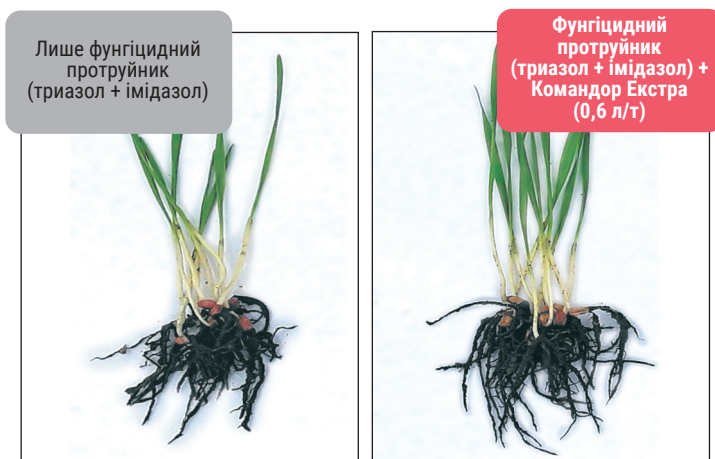 Лише фунгіцидний
протруйник
(триазол + імідазол)
Фунгіцидний
протруйник
(триазол + імідазол) +
Командор Екстра
(0,6 л/т)